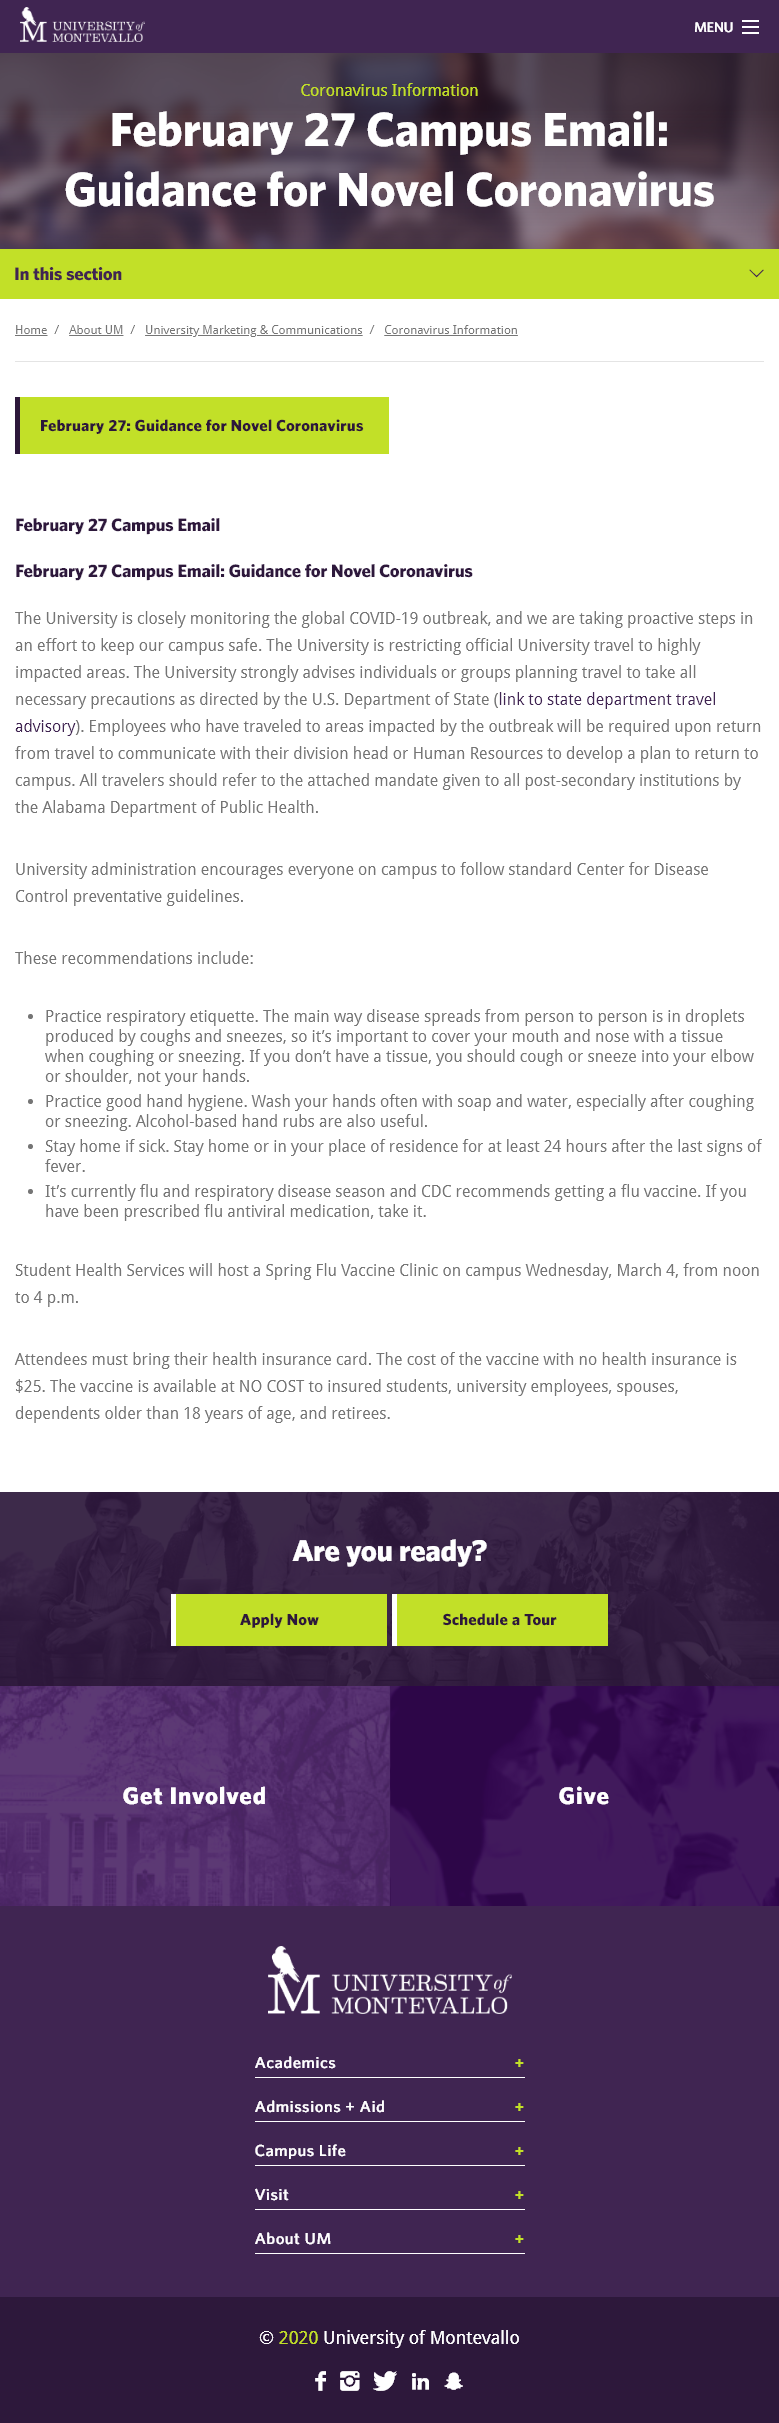 UNIVERSITY of
MONTEVALLO
MENU
Coronavirus Information
February 27 Campus Email:
Guidance for Novel Coronavirus
In this section
Home / About UM / University Marketing & Communications / Coronavirus Information
February 27: Guidance for Novel Coronavirus
February 27 Campus Email
February 27 Campus Email: Guidance for Novel Coronavirus
The University is closely monitoring the global COVID-19 outbreak, and we are taking proactive steps in
an effort to keep our campus safe. The University is restricting official University travel to highly
impacted areas. The University strongly advises individuals or groups planning travel to take all
necessary precautions as directed by the U.S. Department of State (link to state department travel
advisory). Employees who have traveled to areas impacted by the outbreak will be required upon return
from travel to communicate with their division head or Human Resources to develop a plan to return to
campus. All travelers should refer to the attached mandate given to all post-secondary institutions by
the Alabama Department of Public Health.
University administration encourages everyone on campus to follow standard Center for Disease
Control preventative guidelines.
These recommendations include:
• Practice respiratory etiquette. The main way disease spreads from person to person is in droplets
produced by coughs and sneezes, so it’s important to cover your mouth and nose with a tissue
when coughing or sneezing. If you don’t have a tissue, you should cough or sneeze into your elbow
or shoulder, not your hands.
• Practice good hand hygiene. Wash your hands often with soap and water, especially after coughing
or sneezing. Alcohol-based hand rubs are also useful.
• Stay home if sick. Stay home or in your place of residence for at least 24 hours after the last signs of
fever.
• It’s currently flu and respiratory disease season and CDC recommends getting a flu vaccine. If you
have been prescribed flu antiviral medication, take it.
Student Health Services will host a Spring Flu Vaccine Clinic on campus Wednesday, March 4, from noon
to 4 p.m.
Attendees must bring their health insurance card. The cost of the vaccine with no health insurance is
$25. The vaccine is available at NO COST to insured students, university employees, spouses,
dependents older than 18 years of age, and retirees.
Are you ready?
Apply Now
Schedule a Tour
Get Involved
Give
UNIVERSITY of
MONTEVALLO
Academics +
Admissions + Aid +
Campus Life +
Visit +
About UM +
© 2020 University of Montevallo